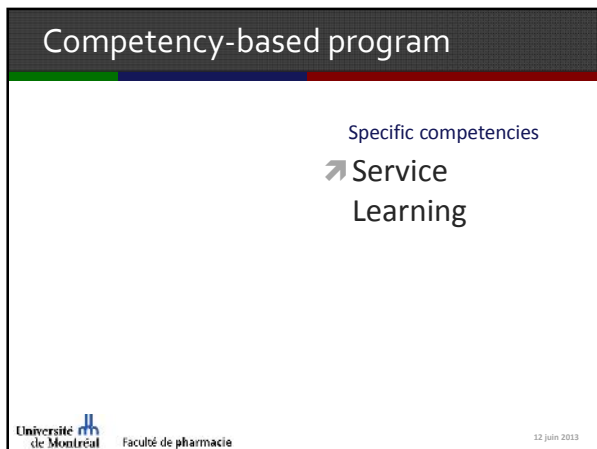 Competency-based program
Specific competencies
Service
Learning
Université
de Montréal
Faculté de pharmacie
12 juin 2013